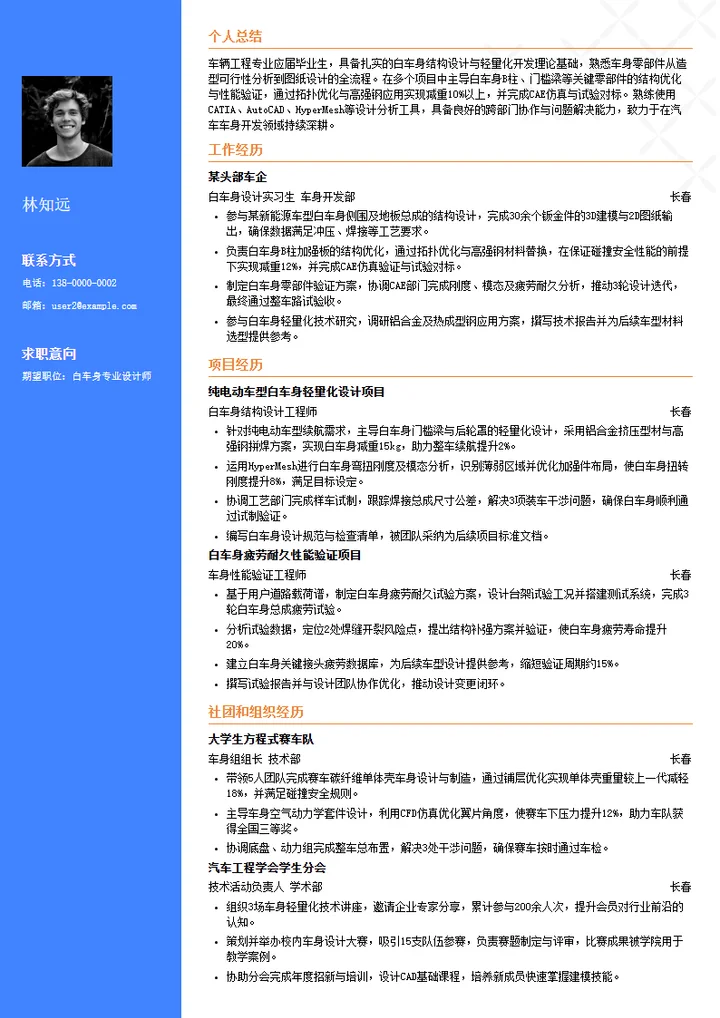 林知远
联系方式
电话：138-0000-0002
邮箱：user2@example.com
求职意向
期望职位：白车身专业设计师
个人总结
车辆工程专业应届毕业生，具备扎实的白车身结构设计与轻量化开发理论基础，熟悉车身零部件从造
型可行性分析到图纸设计的全流程。在多个项目中主导白车身B柱、门槛梁等关键零部件的结构优化
与性能验证，通过拓扑优化与高强钢应用实现减重10%以上，并完成CAE仿真与试验对标。熟练使用
CATIA、AutoCAD、HyperMesh等设计分析工具，具备良好的跨部门协作与问题解决能力，致力于在汽
车车身开发领域持续深耕。
工作经历
某头部车企
白车身设计实习生 车身开发部 长春
• 参与某新能源车型白车身侧围及地板总成的结构设计，完成30余个钣金件的3D建模与2D图纸输
出，确保数据满足冲压、焊接等工艺要求。
• 负责白车身B柱加强板的结构优化，通过拓扑优化与高强钢材料替换，在保证碰撞安全性能的前提
下实现减重12%，并完成CAE仿真验证与试验对标。
• 制定白车身零部件验证方案，协调CAE部门完成刚度、模态及疲劳耐久分析，推动3轮设计迭代，
最终通过整车路试验收。
• 参与白车身轻量化技术研究，调研铝合金及热成型钢应用方案，撰写技术报告并为后续车型材料
选型提供参考。
项目经历
纯电动车型白车身轻量化设计项目
白车身结构设计工程师 长春
• 针对纯电动车型续航需求，主导白车身门槛梁与后轮罩的轻量化设计，采用铝合金挤压型材与高
强钢拼焊方案，实现白车身减重15kg，助力整车续航提升2%。
• 运用HyperMesh进行白车身弯扭刚度及模态分析，识别薄弱区域并优化加强件布局，使白车身扭转
刚度提升8%，满足目标设定。
• 协调工艺部门完成样车试制，跟踪焊接总成尺寸公差，解决3项装车干涉问题，确保白车身顺利通
过试制验证。
• 编写白车身设计规范与检查清单，被团队采纳为后续项目标准文档。
白车身疲劳耐久性能验证项目
车身性能验证工程师 长春
• 基于用户道路载荷谱，制定白车身疲劳耐久试验方案，设计台架试验工况并搭建测试系统，完成3
轮白车身总成疲劳试验。
• 分析试验数据，定位2处焊缝开裂风险点，提出结构补强方案并验证，使白车身疲劳寿命提升
20%。
• 建立白车身关键接头疲劳数据库，为后续车型设计提供参考，缩短验证周期约15%。
• 撰写试验报告并与设计团队协作优化，推动设计变更闭环。
社团和组织经历
大学生方程式赛车队
车身组组长 技术部 长春
• 带领5人团队完成赛车碳纤维单体壳车身设计与制造，通过铺层优化实现单体壳重量较上一代减轻
18%，并满足碰撞安全规则。
• 主导车身空气动力学套件设计，利用CFD仿真优化翼片角度，使赛车下压力提升12%，助力车队获
得全国三等奖。
• 协调底盘、动力组完成整车总布置，解决3处干涉问题，确保赛车按时通过车检。
汽车工程学会学生分会
技术活动负责人 学术部 长春
• 组织3场车身轻量化技术讲座，邀请企业专家分享，累计参与200余人次，提升会员对行业前沿的
认知。
• 策划并举办校内车身设计大赛，吸引15支队伍参赛，负责赛题制定与评审，比赛成果被学院用于
教学案例。
• 协助分会完成年度招新与培训，设计CAD基础课程，培养新成员快速掌握建模技能。